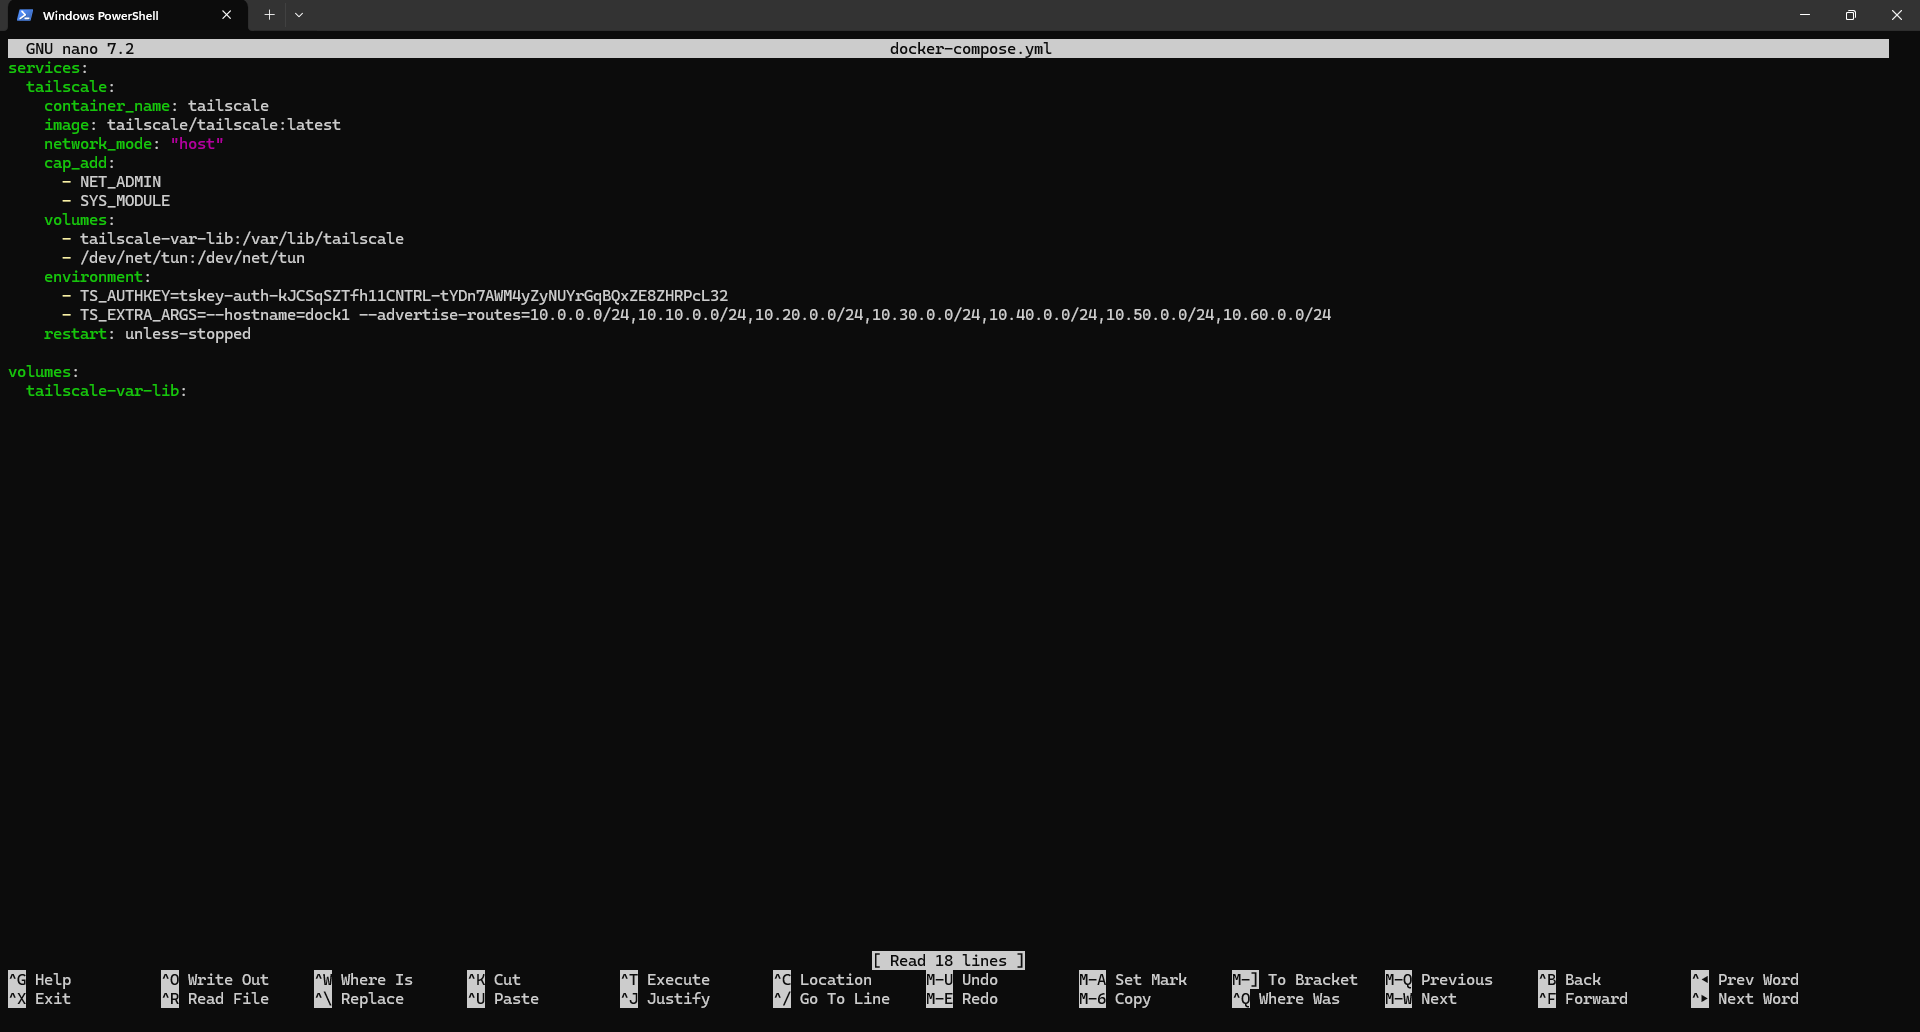 Windows PowerShell
GNU nano 7.2 docker-compose.yml
services:
  tailscale:
    container_name: tailscale
    image: tailscale/tailscale:latest
    network_mode: "host"
    cap_add:
      - NET_ADMIN
      - SYS_MODULE
    volumes:
      - tailscale-var-lib:/var/lib/tailscale
      - /dev/net/tun:/dev/net/tun
    environment:
      - TS_AUTHKEY=tskey-auth-kJCSqSZTfh11CNTRL-tYDn7AWM4yZyNUYrGqBQxZE8ZHRPcL32
      - TS_EXTRA_ARGS=--hostname=dock1 --advertise-routes=10.0.0.0/24,10.10.0.0/24,10.20.0.0/24,10.30.0.0/24,10.40.0.0/24,10.50.0.0/24,10.60.0.0/24
    restart: unless-stopped

volumes:
  tailscale-var-lib:
[ Read 18 lines ]
^G Help ^O Write Out ^W Where Is ^K Cut ^T Execute ^C Location M-U Undo M-A Set Mark M-] To Bracket M-Q Previous ^B Back ^◂ Prev Word
^X Exit ^R Read File ^\ Replace ^U Paste ^J Justify ^/ Go To Line M-E Redo M-6 Copy ^Q Where Was M-W Next ^F Forward ^▸ Next Word